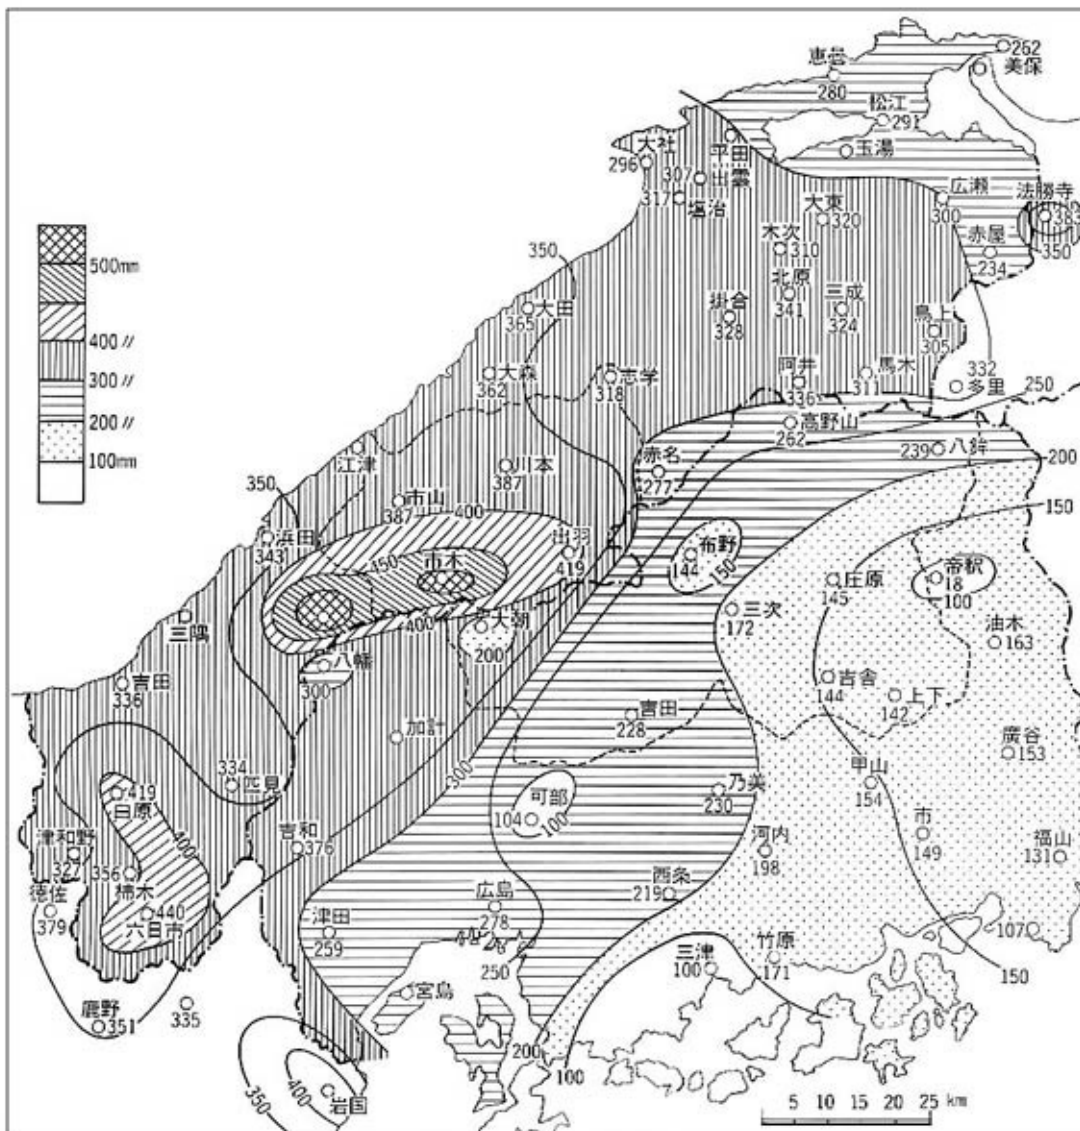 262
美保
恵曇
280
松江
291
玉湯
平田
大社
296
307
出雲
317
塩冶
広瀬
300
法勝寺
383
350
赤屋
234
大東
320
木次
310
北原
341
三成
324
掛合
328
鳥上
305
332
多里
阿井
336
馬木
311
250
高野山
262
239
八鉾
200
150
500mm
400〃
300〃
200〃
100mm
350
大田
365
大森
362
志学
318
江津
川本
387
市山
387
400
赤名
277
350
浜田
343
450
市木
出羽
419
400
大朝
200
布野
144
150
三次
172
庄原
145
帝釈
18
100
油木
163
吉舎
144
上下
142
廣谷
153
三隅
八幡
300
吉田
336
加計
300
吉田
228
334
匹見
419
日原
400
津和野
327
356
柿木
徳佐
379
440
六日市
鹿野
351
335
吉和
376
津田
259
広島
278
250
宮島
可部
104
100
乃美
230
甲山
154
河内
198
市
149
福山
131
西条
219
三津
100
竹原
171
107
150
200
100
350
400
岩国
5 10 15 20 25 km